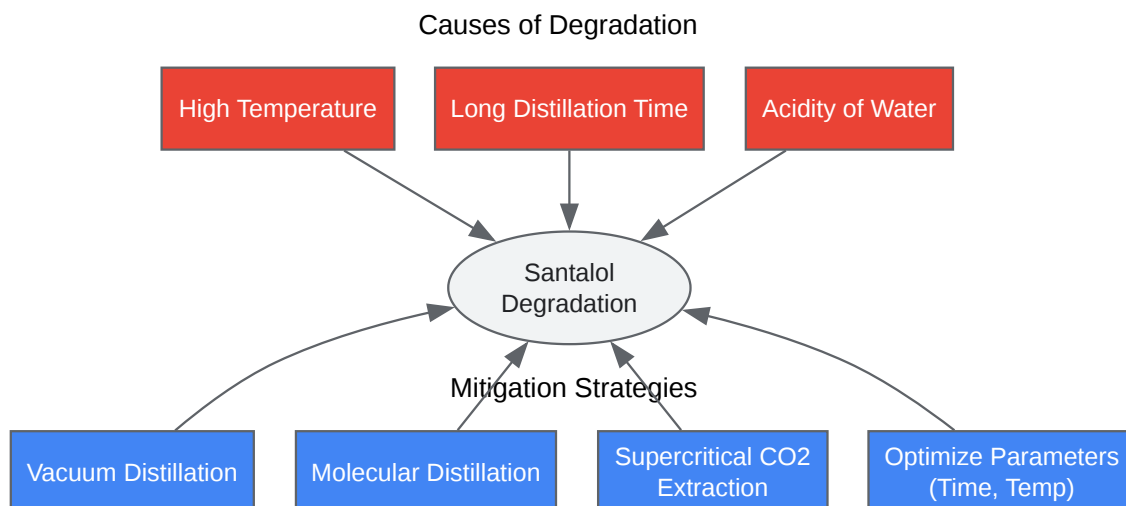 Causes of Degradation
High Temperature
Long Distillation Time
Acidity of Water
Santalol
Degradation
Mitigation Strategies
Vacuum Distillation
Molecular Distillation
Supercritical CO2
Extraction
Optimize Parameters
(Time, Temp)